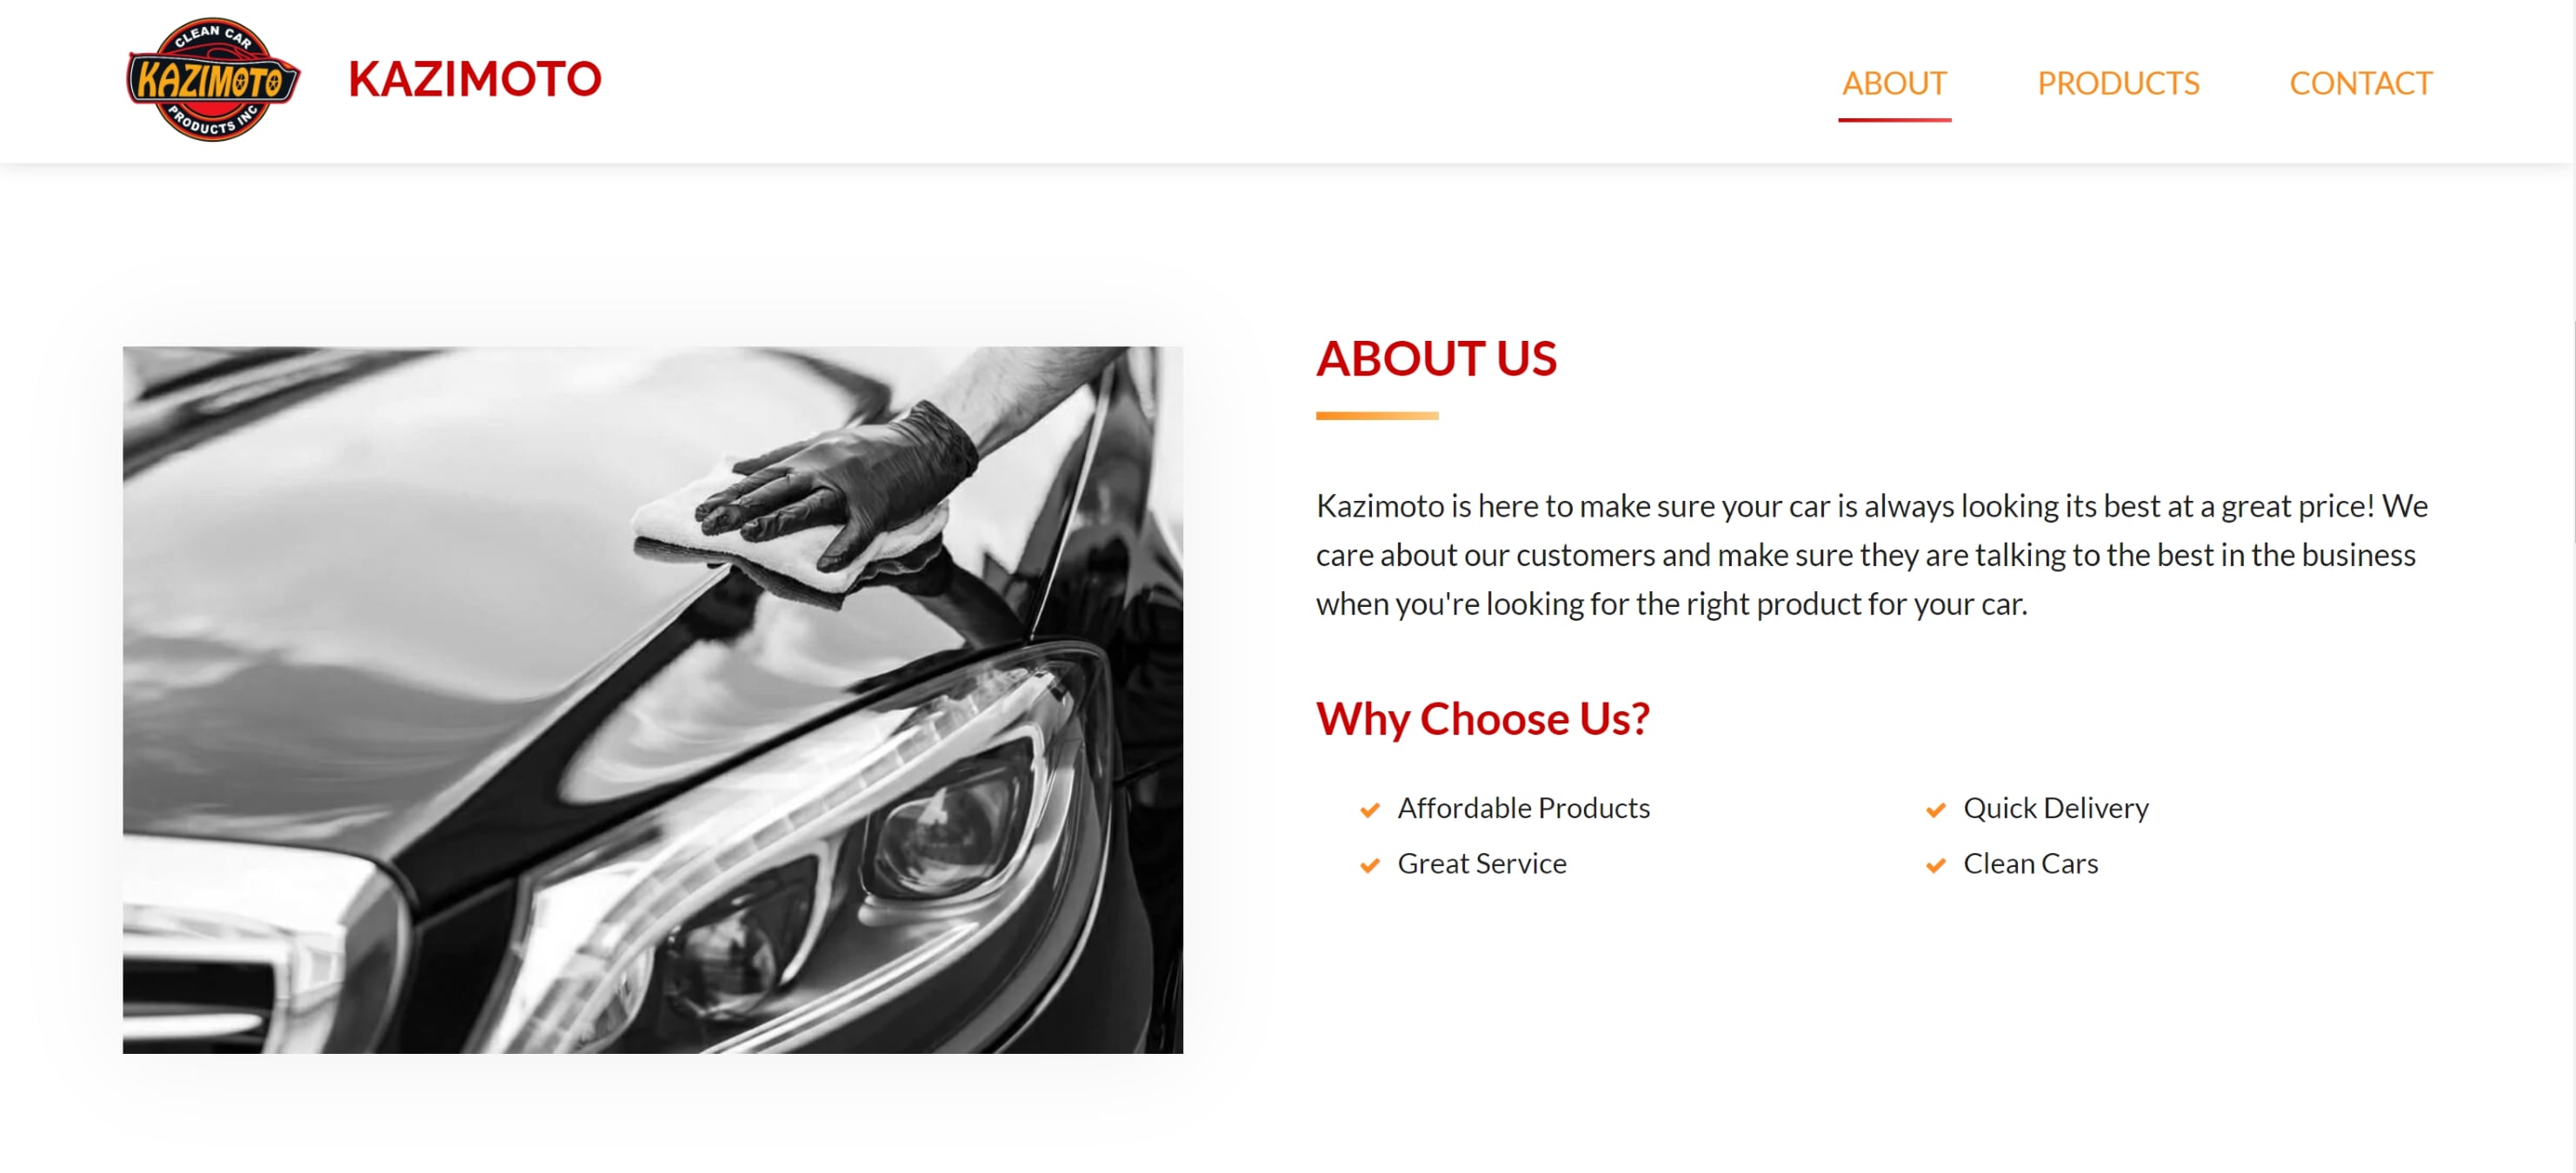 CLEAN CAR
KAZIMOTO
PRODUCTS INC
KAZIMOTO
ABOUT
PRODUCTS
CONTACT
ABOUT US
Kazimoto is here to make sure your car is always looking its best at a great price! We
care about our customers and make sure they are talking to the best in the business
when you're looking for the right product for your car.
Why Choose Us?
Affordable Products
Quick Delivery
Great Service
Clean Cars